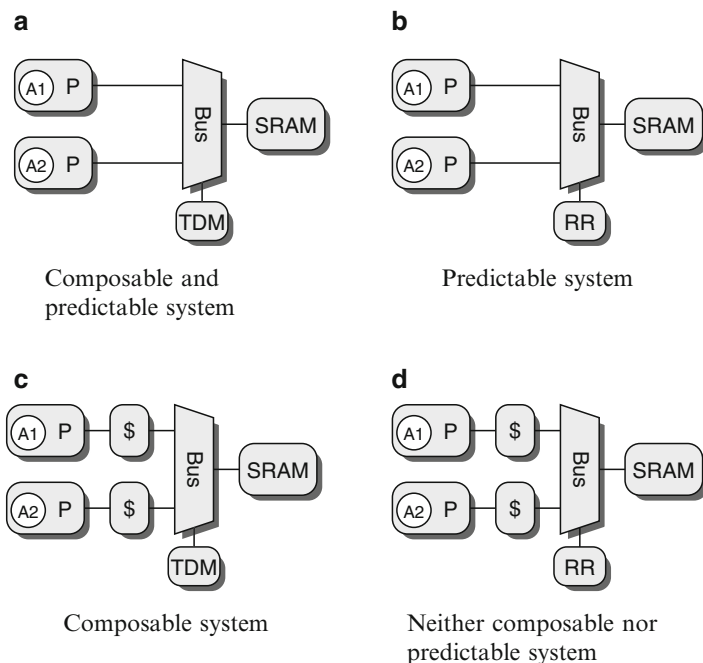 a
A1 P
Bus
SRAM
A2 P
TDM
Composable and
predictable system
b
A1 P
Bus
SRAM
A2 P
RR
Predictable system
c
A1 P $
Bus
SRAM
A2 P $
TDM
Composable system
d
A1 P $
Bus
SRAM
A2 P $
RR
Neither composable nor
predictable system